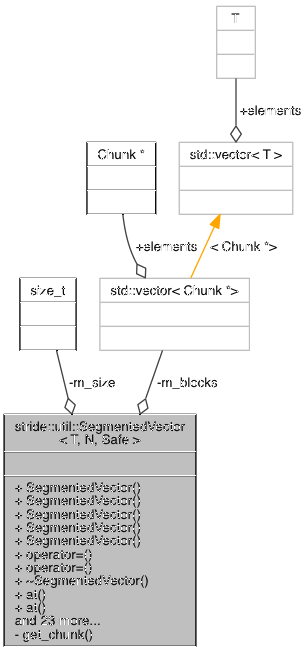 T
+elements
Chunk *
std::vector< T >
+elements
< Chunk *>
size_t
std::vector< Chunk *>
-m_size
-m_blocks
stride::util::SegmentedVector
< T, N, Safe >
+ SegmentedVector()
+ SegmentedVector()
+ SegmentedVector()
+ SegmentedVector()
+ SegmentedVector()
+ operator=()
+ operator=()
+ ~SegmentedVector()
+ at()
+ at()
and 23 more...
- get_chunk()